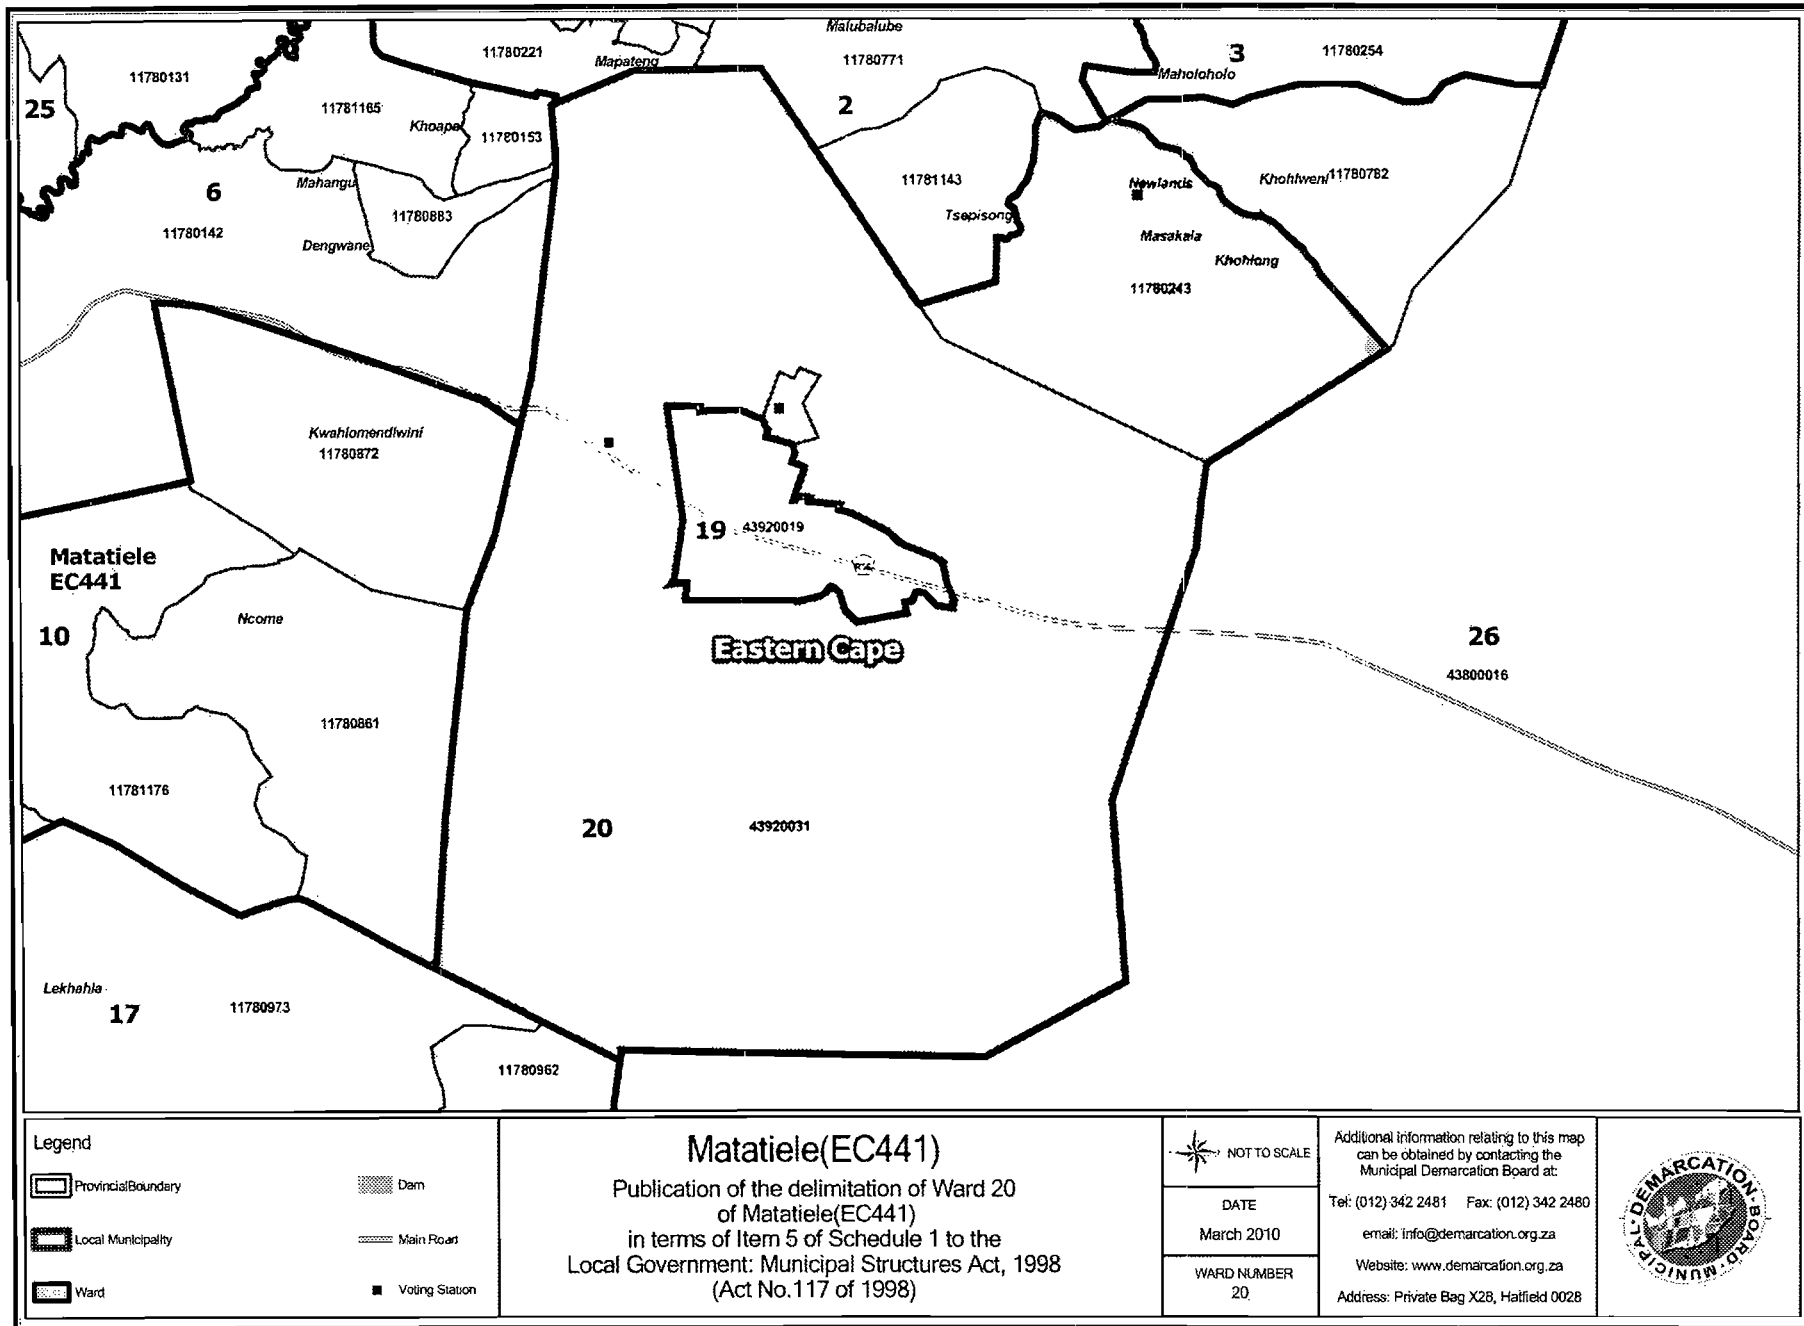 Malubalube
11780771
3
11780254
Maholoholo
11780221
Mapateng
11780131
25
11781165
Khoapa
11780153
2
11781143
Tsepisong
Newlands
Khohlweni
11780782
Masakala
Khohlong
11780243
6
Mahangu
11780883
11780142
Dengwane
Kwahlomendlwini
11780872
19
43920019
Matatiele
EC441
10
Ncome
Eastern Cape
26
43800016
11780861
11781176
20
43920031
Lekhahla
17
11780973
11780962
Legend
Provincial Boundary
Local Municipality
Ward
Dam
Main Road
Voting Station
Matatiele(EC441)
Publication of the delimitation of Ward 20
of Matatiele(EC441)
in terms of Item 5 of Schedule 1 to the
Local Government: Municipal Structures Act, 1998
(Act No.117 of 1998)
NOT TO SCALE
DATE
March 2010
WARD NUMBER
20
Additional information relating to this map
can be obtained by contacting the
Municipal Demarcation Board at:
Tel: (012) 342 2481 Fax: (012) 342 2480
email: info@demarcation.org.za
Website: www.demarcation.org.za
Address: Private Bag X28, Hatfield 0028
MUNICIPAL DEMARCATION BOARD